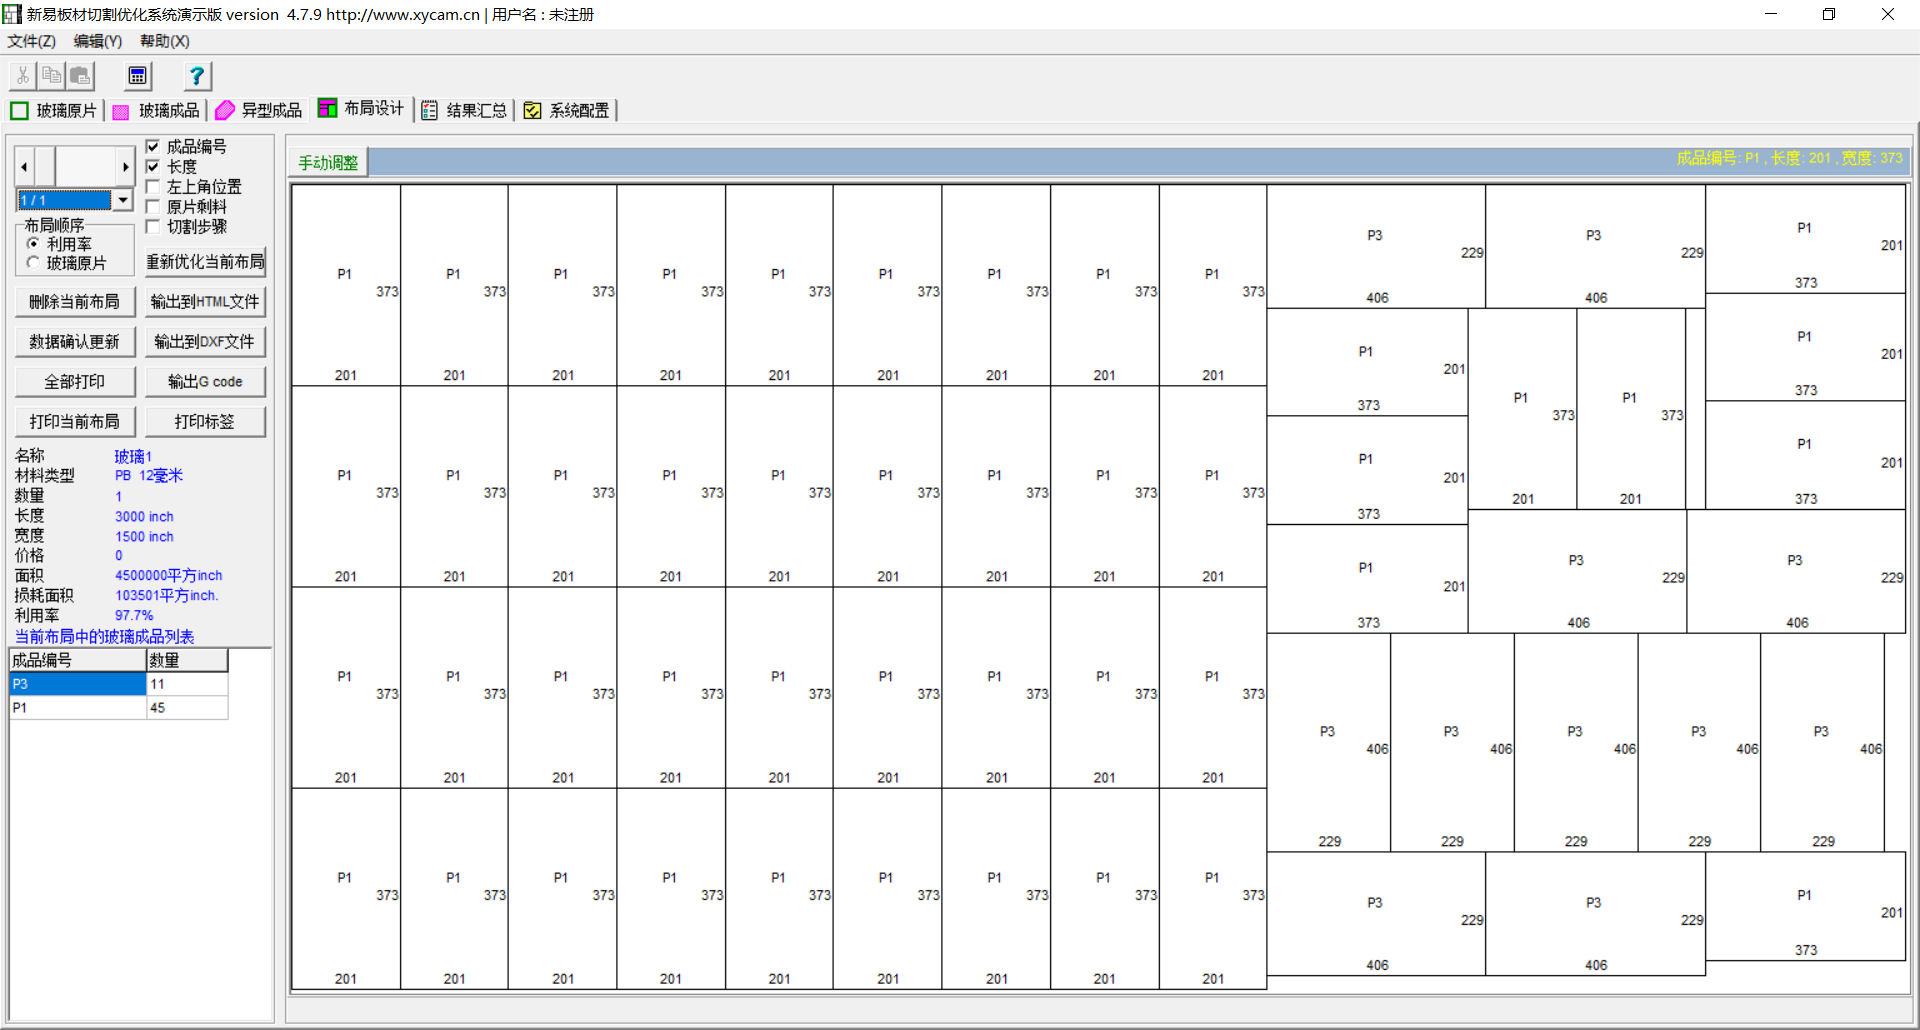 新易板材切割优化系统演示版 version  4.7.9 http://www.xycam.cn | 用户名 : 未注册
文件(Z) 编辑(Y) 帮助(X)
玻璃原片 玻璃成品 异型成品 布局设计 结果汇总 系统配置
成品编号
长度
左上角位置
原片剩料
切割步骤
1 / 1
布局顺序
利用率
玻璃原片
重新优化当前布局
删除当前布局 输出到HTML文件
数据确认更新 输出到DXF文件
全部打印 输出G code
打印当前布局 打印标签
名称 玻璃1
材料类型 PB  12毫米
数量 1
长度 3000 inch
宽度 1500 inch
价格 0
面积 4500000平方inch
损耗面积 103501平方inch.
利用率 97.7%
当前布局中的玻璃成品列表
成品编号 数量
P3 11
P1 45
手动调整
成品编号: P1 , 长度: 201 , 宽度: 373
P1 P1 P1 P1 P1 P1 P1 P1 P1
373 373 373 373 373 373 373 373 373
201 201 201 201 201 201 201 201 201
P1 P1 P1 P1 P1 P1 P1 P1 P1
373 373 373 373 373 373 373 373 373
201 201 201 201 201 201 201 201 201
P1 P1 P1 P1 P1 P1 P1 P1 P1
373 373 373 373 373 373 373 373 373
201 201 201 201 201 201 201 201 201
P1 P1 P1 P1 P1 P1 P1 P1 P1
373 373 373 373 373 373 373 373 373
201 201 201 201 201 201 201 201 201
P3 P3
229 229
406 406
P1
201
373
P1
201
373
P1
201
373
P1
201
373
P1
201
373
P1
201
373
P1 P1
373 373
201 201
P3 P3
229 229
406 406
P3 P3 P3 P3 P3
406 406 406 406 406
229 229 229 229 229
P3 P3
229 229
406 406
P1
201
373